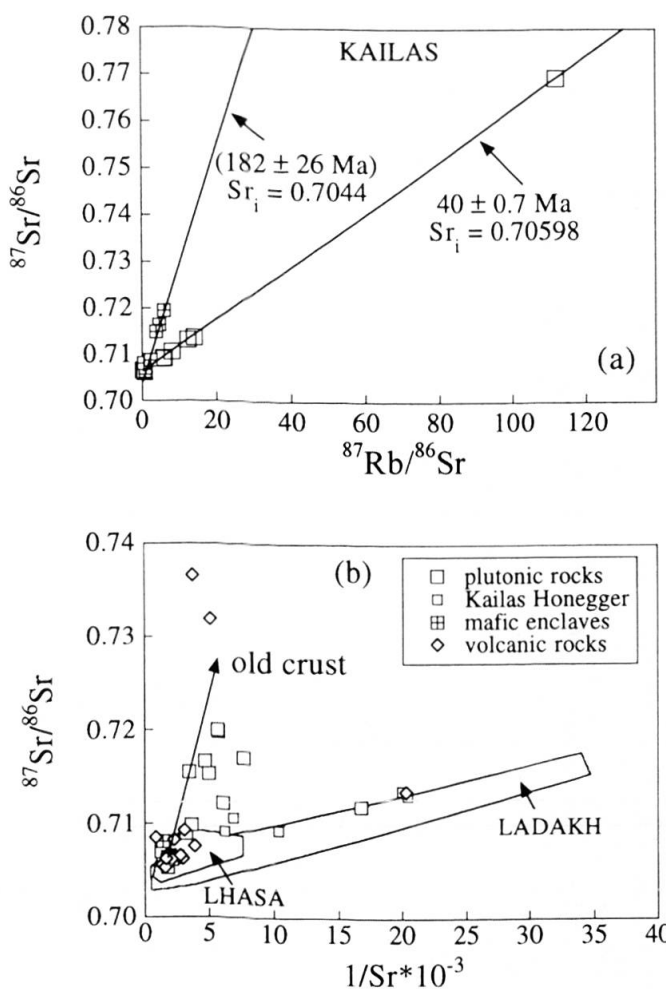 0.78
0.77
0.76
0.75
0.74
0.73
0.72
0.71
0.70
⁸⁷Sr/⁸⁶Sr
KAILAS
(182 ± 26 Ma)
Srᵢ = 0.7044
40 ± 0.7 Ma
Srᵢ = 0.70598
(a)
0 20 40 60 80 100 120
⁸⁷Rb/⁸⁶Sr
0.74
0.73
0.72
0.71
0.70
⁸⁷Sr/⁸⁶Sr
(b)
plutonic rocks
Kailas Honegger
mafic enclaves
volcanic rocks
old crust
LADAKH
LHASA
0 5 10 15 20 25 30 35 40
1/Sr*10⁻³